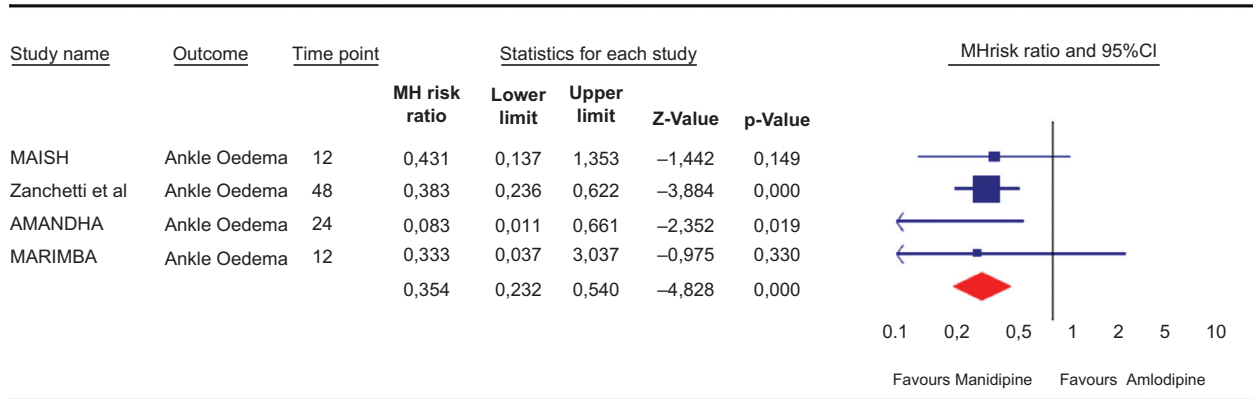 Study name Outcome Time point Statistics for each study MHrisk ratio and 95%CI
MH risk ratio Lower limit Upper limit Z-Value p-Value
MAISH Ankle Oedema 12 0,431 0,137 1,353 –1,442 0,149
Zanchetti et al Ankle Oedema 48 0,383 0,236 0,622 –3,884 0,000
AMANDHA Ankle Oedema 24 0,083 0,011 0,661 –2,352 0,019
MARIMBA Ankle Oedema 12 0,333 0,037 3,037 –0,975 0,330
0,354 0,232 0,540 –4,828 0,000
0.1 0,2 0,5 1 2 5 10
Favours Manidipine Favours Amlodipine